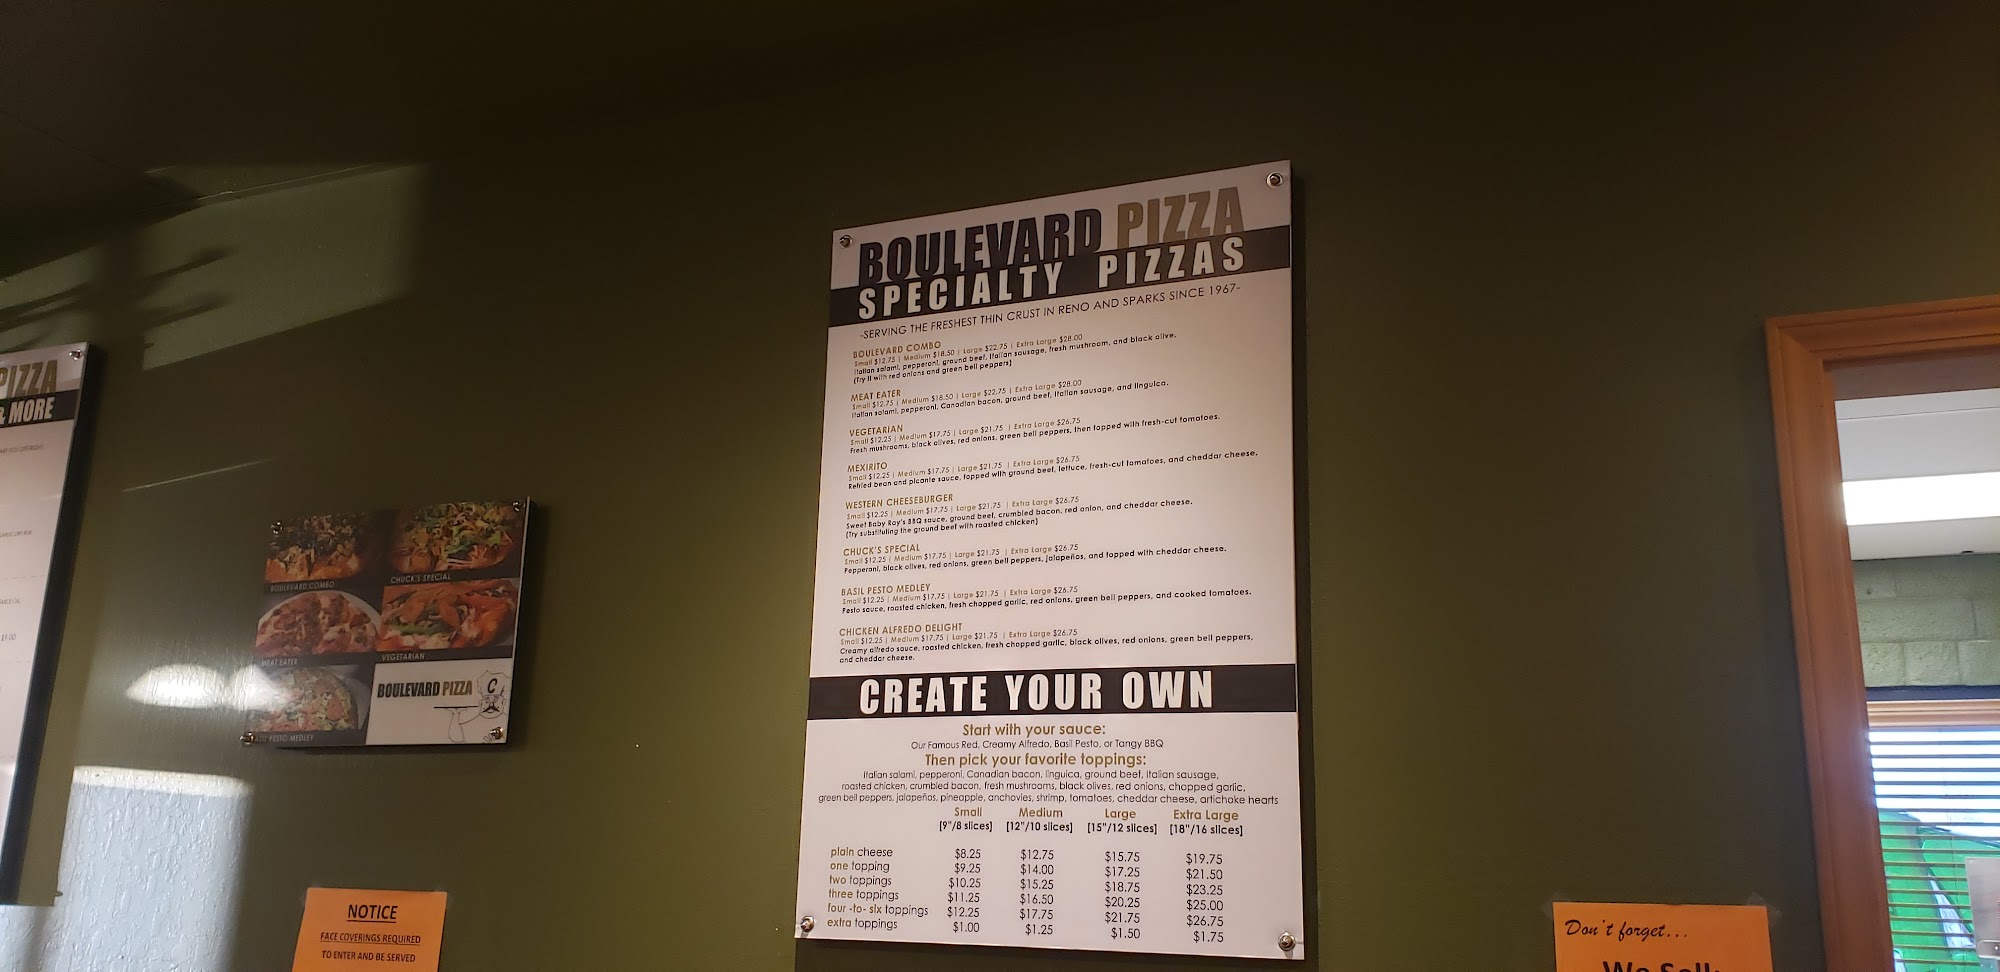 PIZZA
& MORE
$9.00
BOULEVARD COMBO
CHUCK'S SPECIAL
MEAT EATER
VEGETARIAN
BASIL PESTO MEDLEY
BOULEVARD PIZZA
C
NOTICE
FACE COVERINGS REQUIRED
TO ENTER AND BE SERVED
BOULEVARD PIZZA
SPECIALTY PIZZAS
-SERVING THE FRESHEST THIN CRUST IN RENO AND SPARKS SINCE 1967-
BOULEVARD COMBO
Small $12.75 | Medium $18.50 | Large $22.75 | Extra Large $28.00
Italian salami, pepperoni, ground beef, Italian sausage, fresh mushroom, and black olive.
(Try it with red onions and green bell peppers)
MEAT EATER
Small $12.75 | Medium $18.50 | Large $22.75 | Extra Large $28.00
Italian salami, pepperoni, Canadian bacon, ground beef, Italian sausage, and linguica.
VEGETARIAN
Small $12.25 | Medium $17.75 | Large $21.75 | Extra Large $26.75
Fresh mushrooms, black olives, red onions, green bell peppers, then topped with fresh-cut tomatoes.
MEXIRITO
Small $12.25 | Medium $17.75 | Large $21.75 | Extra Large $26.75
Refried bean and picante sauce, topped with ground beef, lettuce, fresh-cut tomatoes, and cheddar cheese.
WESTERN CHEESEBURGER
Small $12.25 | Medium $17.75 | Large $21.75 | Extra Large $26.75
Sweet Baby Ray's BBQ sauce, ground beef, crumbled bacon, red onion, and cheddar cheese.
(Try substituting the ground beef with roasted chicken)
CHUCK'S SPECIAL
Small $12.25 | Medium $17.75 | Large $21.75 | Extra Large $26.75
Pepperoni, black olives, red onions, green bell peppers, jalapeños, and topped with cheddar cheese.
BASIL PESTO MEDLEY
Small $12.25 | Medium $17.75 | Large $21.75 | Extra Large $26.75
Pesto sauce, roasted chicken, fresh chopped garlic, red onions, green bell peppers, and cooked tomatoes.
CHICKEN ALFREDO DELIGHT
Small $12.25 | Medium $17.75 | Large $21.75 | Extra Large $26.75
Creamy alfredo sauce, roasted chicken, fresh chopped garlic, black olives, red onions, green bell peppers,
and cheddar cheese.
CREATE YOUR OWN
Start with your sauce:
Our Famous Red, Creamy Alfredo, Basil Pesto, or Tangy BBQ
Then pick your favorite toppings:
Italian salami, pepperoni, Canadian bacon, linguica, ground beef, Italian sausage,
roasted chicken, crumbled bacon, fresh mushrooms, black olives, red onions, chopped garlic,
green bell peppers, jalapeños, pineapple, anchovies, shrimp, tomatoes, cheddar cheese, artichoke hearts
Small Medium Large Extra Large
[9"/8 slices] [12"/10 slices] [15"/12 slices] [18"/16 slices]
plain cheese $8.25 $12.75 $15.75 $19.75
one topping $9.25 $14.00 $17.25 $21.50
two toppings $10.25 $15.25 $18.75 $23.25
three toppings $11.25 $16.50 $20.25 $25.00
four -to- six toppings $12.25 $17.75 $21.75 $26.75
extra toppings $1.00 $1.25 $1.50 $1.75
Don't forget...
We Sell